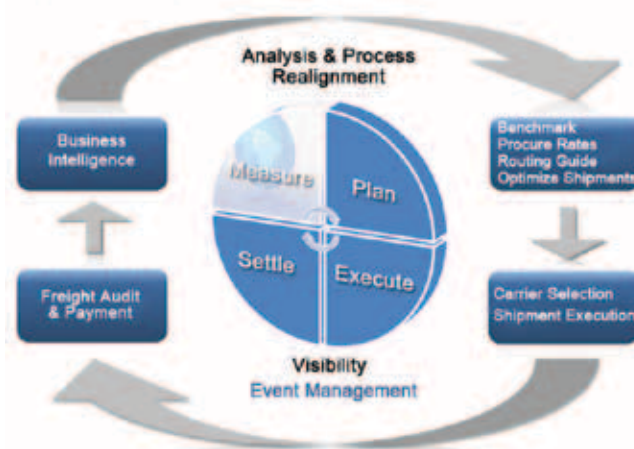 Analysis & Process
Realignment
Business
Intelligence
Benchmark
Procure Rates
Routing Guide
Optimize Shipments
Measure
Plan
Settle
Execute
Freight Audit
& Payment
Carrier Selection
Shipment Execution
Visibility
Event Management